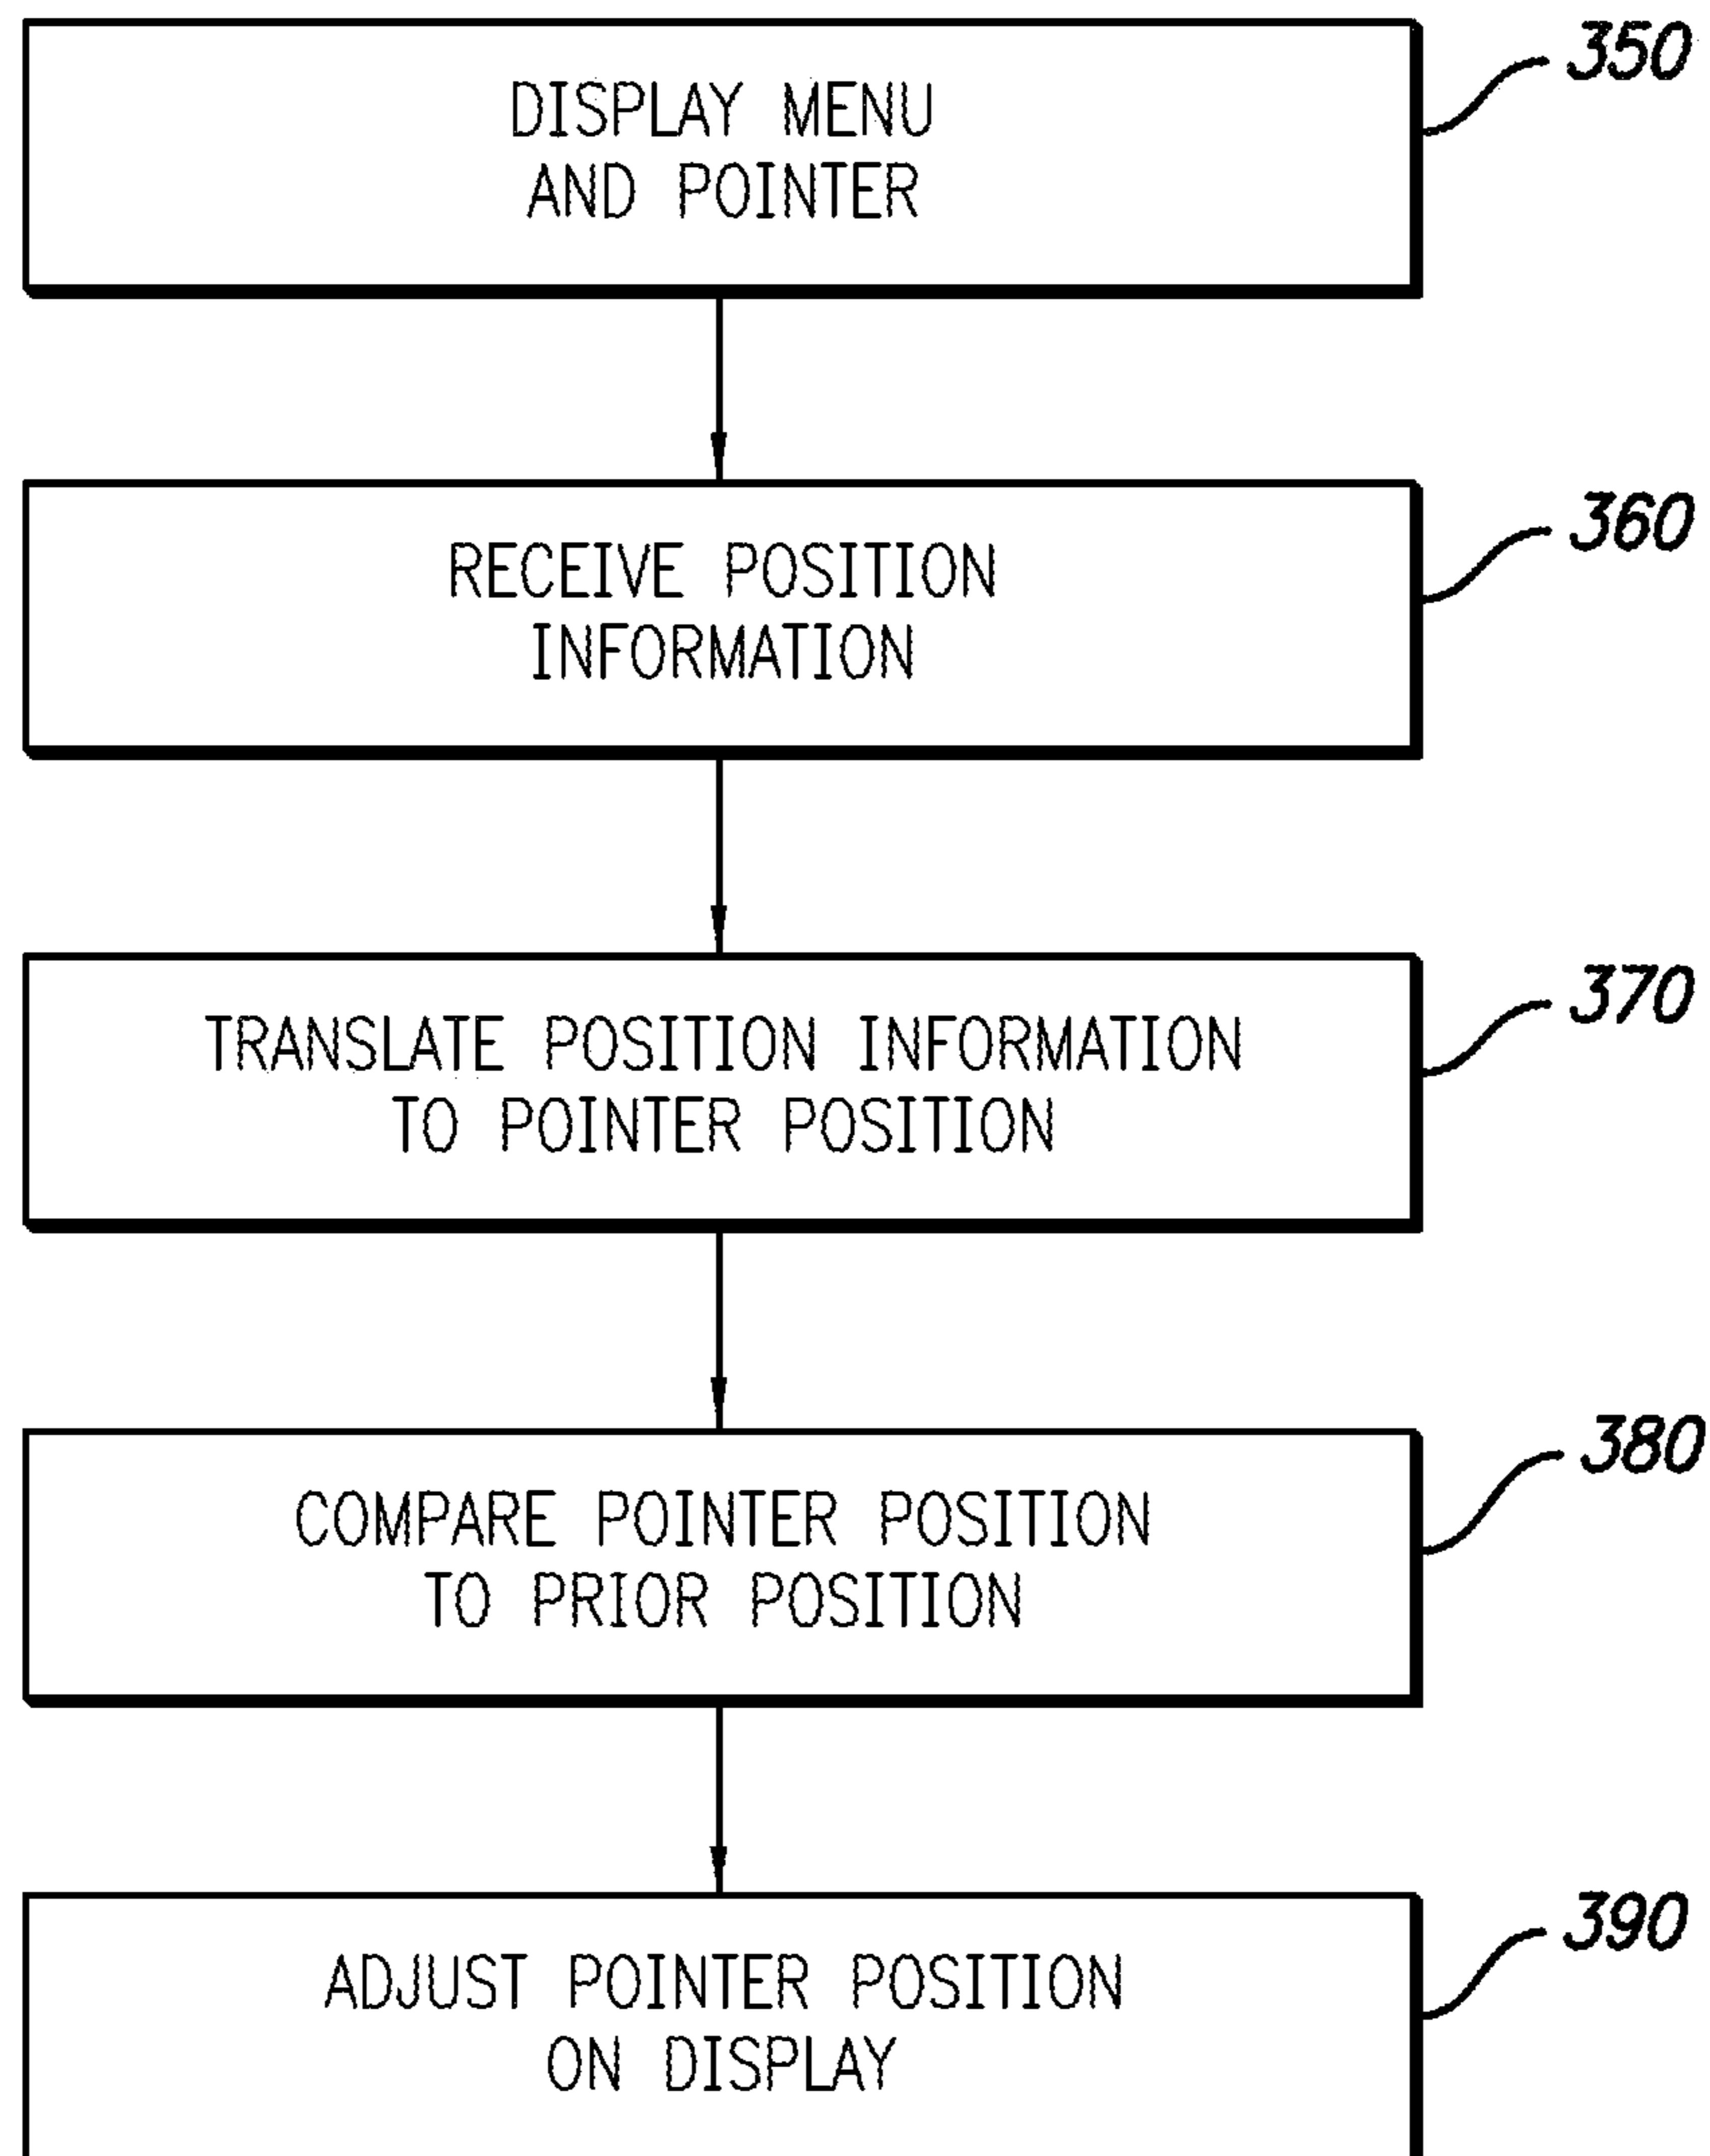 DISPLAY MENU
AND POINTER
350
RECEIVE POSITION
INFORMATION
360
TRANSLATE POSITION INFORMATION
TO POINTER POSITION
370
COMPARE POINTER POSITION
TO PRIOR POSITION
380
ADJUST POINTER POSITION
ON DISPLAY
390